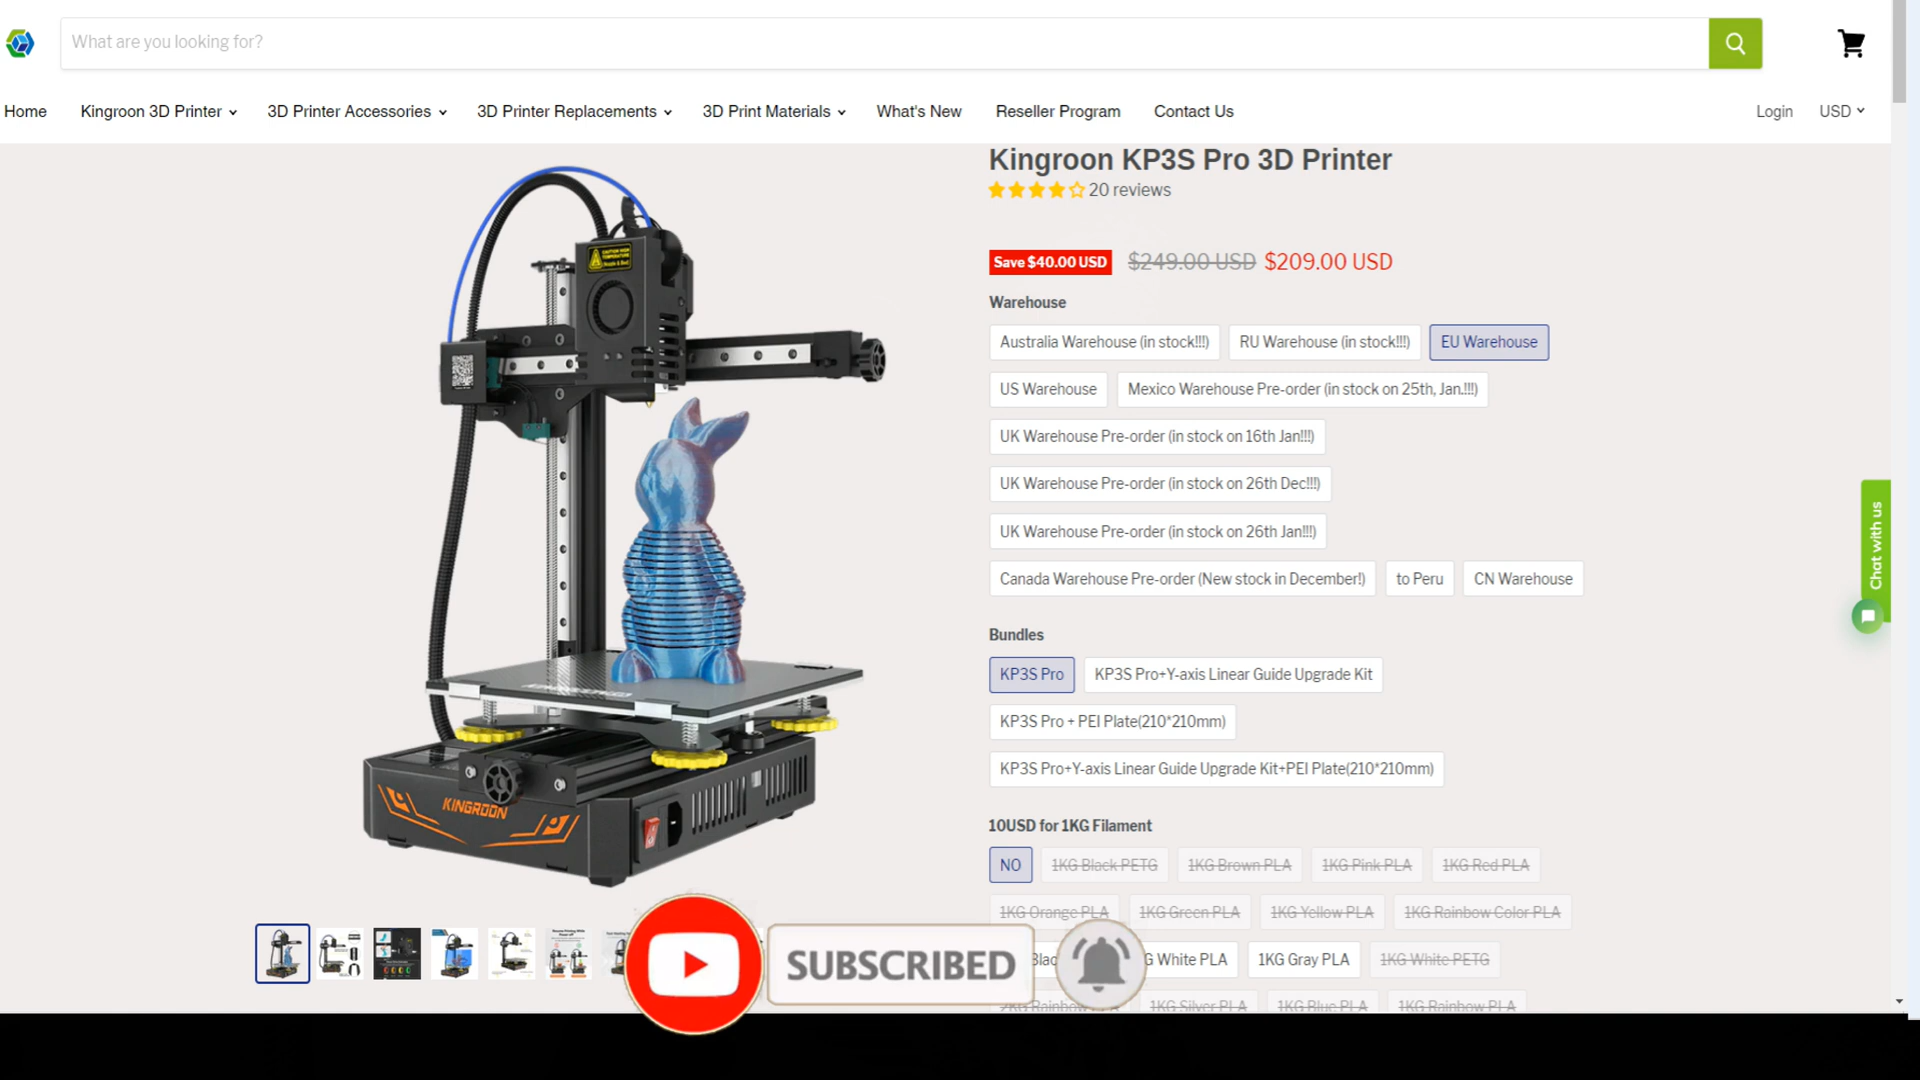 What are you looking for?
Home Kingroon 3D Printer 3D Printer Accessories 3D Printer Replacements 3D Print Materials What's New Reseller Program Contact Us Login USD
Kingroon KP3S Pro 3D Printer
20 reviews
Save $40.00 USD $249.00 USD $209.00 USD
Warehouse
Australia Warehouse (in stock!!!) RU Warehouse (in stock!!!) EU Warehouse
US Warehouse Mexico Warehouse Pre-order (in stock on 25th, Jan.!!!)
UK Warehouse Pre-order (in stock on 16th Jan!!!)
UK Warehouse Pre-order (in stock on 26th Dec!!!)
UK Warehouse Pre-order (in stock on 26th Jan!!!)
Canada Warehouse Pre-order (New stock in December!) to Peru CN Warehouse
Bundles
KP3S Pro KP3S Pro+Y-axis Linear Guide Upgrade Kit
KP3S Pro + PEI Plate(210*210mm)
KP3S Pro+Y-axis Linear Guide Upgrade Kit+PEI Plate(210*210mm)
10USD for 1KG Filament
NO 1KG Black PETG 1KG Brown PLA 1KG Pink PLA 1KG Red PLA
1KG Orange PLA 1KG Green PLA 1KG Yellow PLA 1KG Rainbow Color PLA
G White PLA 1KG Gray PLA 1KG White PETG
1KG Silver PLA 1KG Blue PLA 1KG Rainbow PLA
Chat with us
KINGROON
SUBSCRIBED